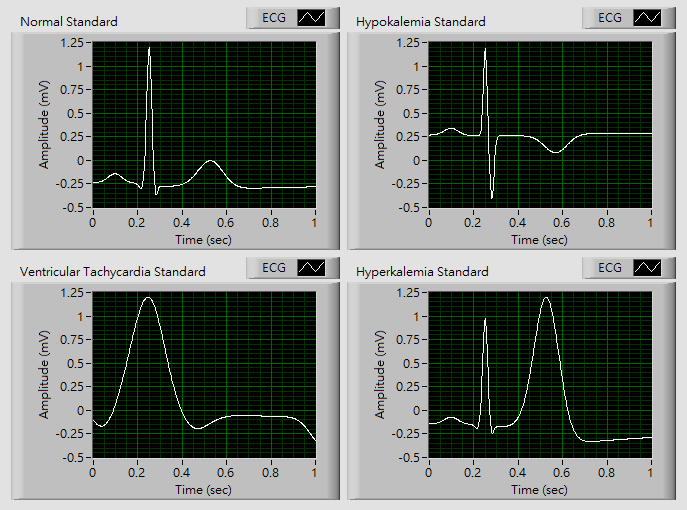 Normal Standard
ECG
Amplitude (mV)
1.25
1
0.75
0.5
0.25
0
-0.25
-0.5
0 0.2 0.4 0.6 0.8 1
Time (sec)
Hypokalemia Standard
ECG
Amplitude (mV)
1.25
1
0.75
0.5
0.25
0
-0.25
-0.5
0 0.2 0.4 0.6 0.8 1
Time (sec)
Ventricular Tachycardia Standard
ECG
Amplitude (mV)
1.25
1
0.75
0.5
0.25
0
-0.25
-0.5
0 0.2 0.4 0.6 0.8 1
Time (sec)
Hyperkalemia Standard
ECG
Amplitude (mV)
1.25
1
0.75
0.5
0.25
0
-0.25
-0.5
0 0.2 0.4 0.6 0.8 1
Time (sec)